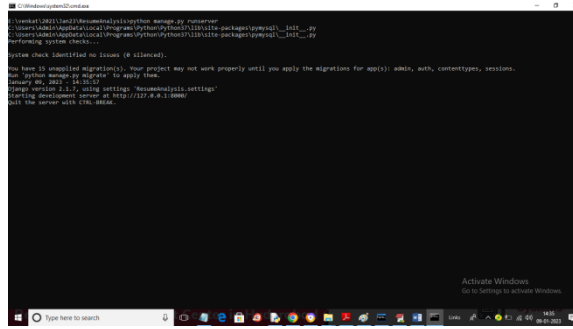 C:\Windows\system32\cmd.exe
E:\venkat\2021\Jan23\ResumeAnalysis>python manage.py runserver
C:\Users\Admin\AppData\Local\Programs\Python\Python37\lib\site-packages\pymysql\__init__.py
C:\Users\Admin\AppData\Local\Programs\Python\Python37\lib\site-packages\pymysql\__init__.py
Performing system checks...
System check identified no issues (0 silenced).
You have 15 unapplied migration(s). Your project may not work properly until you apply the migrations for app(s): admin, auth, contenttypes, sessions.
Run 'python manage.py migrate' to apply them.
January 09, 2023 - 14:35:57
Django version 2.1.7, using settings 'ResumeAnalysis.settings'
Starting development server at http://127.0.0.1:8000/
Quit the server with CTRL-BREAK.
Activate Windows
Go to Settings to activate Windows.
Type here to search
Links
1435
09-01-2023